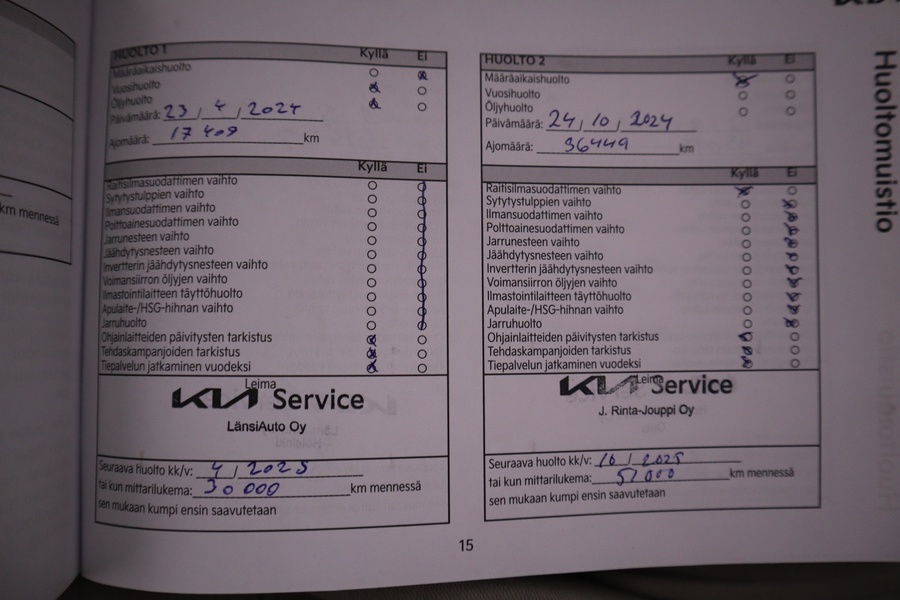 Huoltomuistio
km mennessä
HUOLTO 1 Kyllä Ei
Määräaikaishuolto
Vuosihuolto
Öljyhuolto
Päivämäärä: 23 / 4 / 2024
Ajomäärä: 17 409 km
Kyllä Ei
Raitisilmasuodattimen vaihto
Sytytystulppien vaihto
Ilmansuodattimen vaihto
Polttoainesuodattimen vaihto
Jarrunesteen vaihto
Jäähdytysnesteen vaihto
Invertterin jäähdytysnesteen vaihto
Voimansiirron öljyjen vaihto
Ilmastointilaitteen täyttöhuolto
Apulaite-/HSG-hihnan vaihto
Jarruhuolto
Ohjainlaitteiden päivitysten tarkistus
Tehdaskampanjoiden tarkistus
Tiepalvelun jatkaminen vuodeksi
Leima
KIA Service
LänsiAuto Oy
Seuraava huolto kk/v: 4 / 2025
tai kun mittarilukema: 30 000 km mennessä
sen mukaan kumpi ensin saavutetaan
HUOLTO 2 Kyllä Ei
Määräaikaishuolto
Vuosihuolto
Öljyhuolto
Päivämäärä: 24 / 10 / 2024
Ajomäärä: 36449 km
Kyllä Ei
Raitisilmasuodattimen vaihto
Sytytystulppien vaihto
Ilmansuodattimen vaihto
Polttoainesuodattimen vaihto
Jarrunesteen vaihto
Jäähdytysnesteen vaihto
Invertterin jäähdytysnesteen vaihto
Voimansiirron öljyjen vaihto
Ilmastointilaitteen täyttöhuolto
Apulaite-/HSG-hihnan vaihto
Jarruhuolto
Ohjainlaitteiden päivitysten tarkistus
Tehdaskampanjoiden tarkistus
Tiepalvelun jatkaminen vuodeksi
Leima
KIA Service
J. Rinta-Jouppi Oy
Seuraava huolto kk/v: 10 / 2025
tai kun mittarilukema: 51 000 km mennessä
sen mukaan kumpi ensin saavutetaan
15